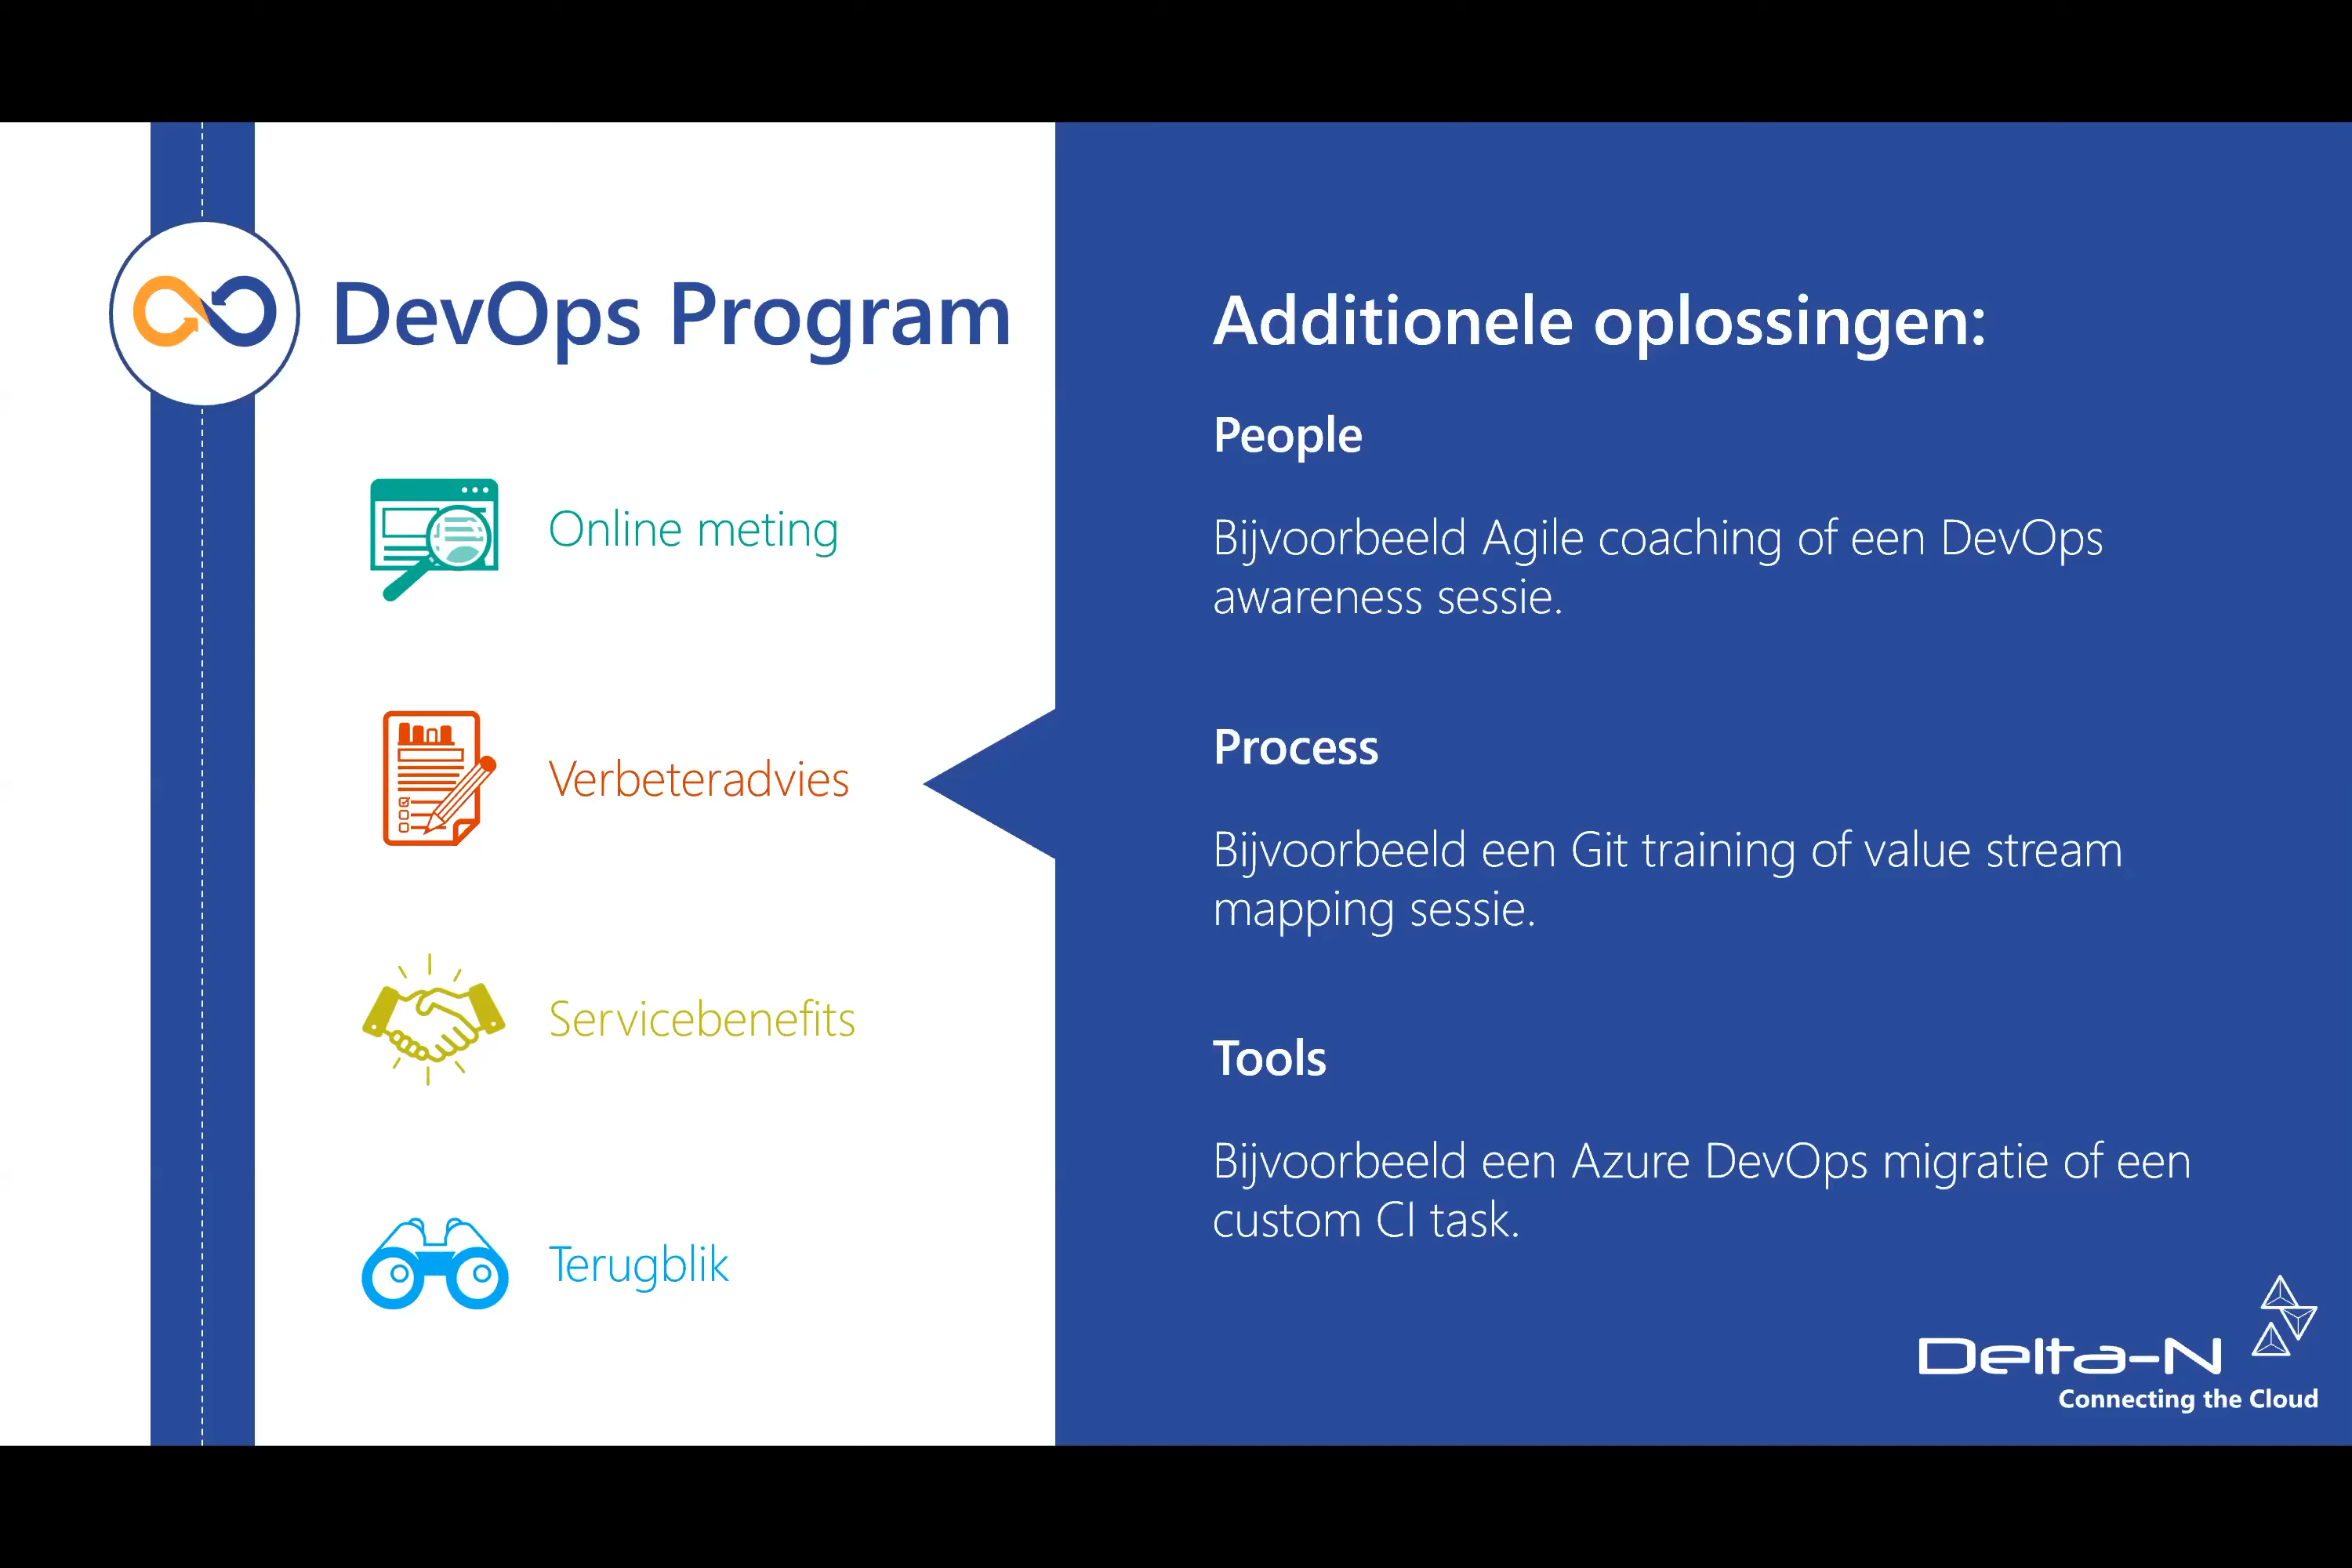 DevOps Program
Online meting
Verbeteradvies
Servicebenefits
Terugblik
Additionele oplossingen:
People
Bijvoorbeeld Agile coaching of een DevOps
awareness sessie.
Process
Bijvoorbeeld een Git training of value stream
mapping sessie.
Tools
Bijvoorbeeld een Azure DevOps migratie of een
custom CI task.
Delta-N
Connecting the Cloud